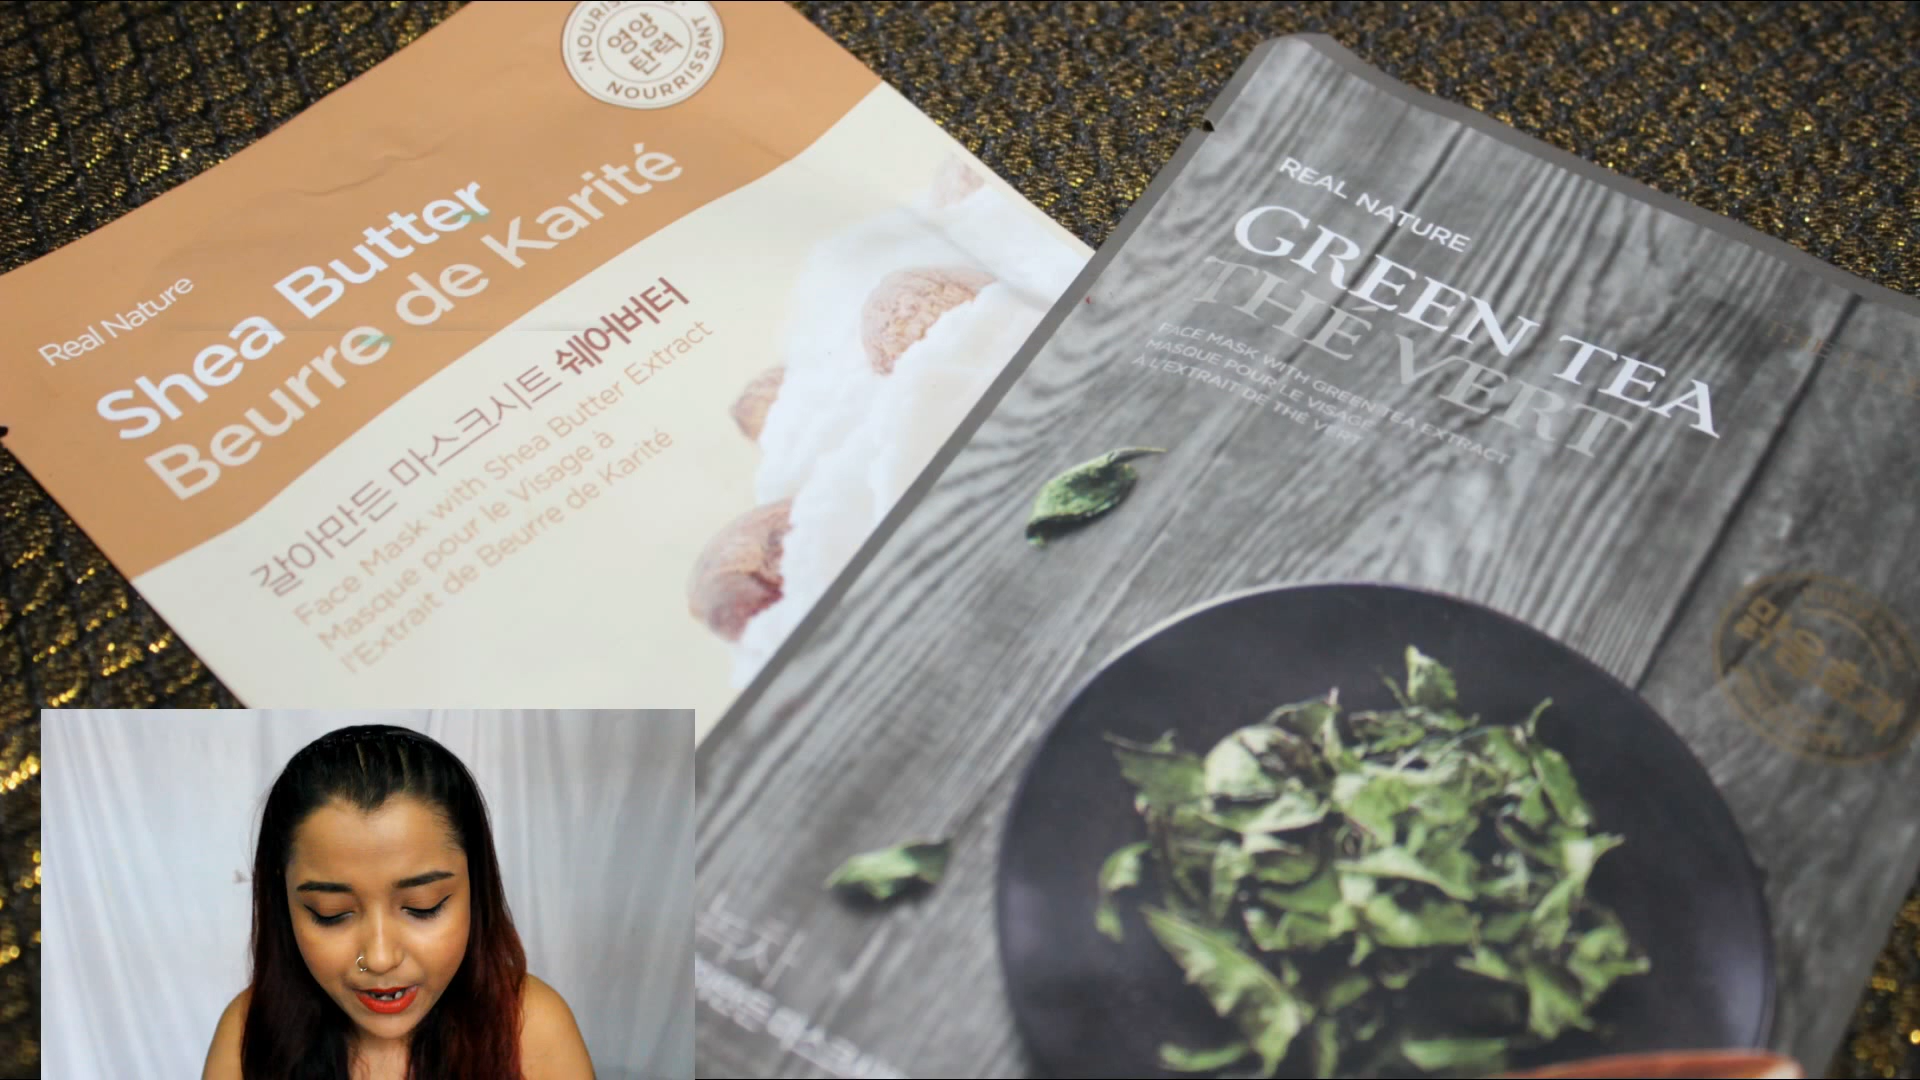 NOURISSANT
영양
탄력
Real Nature
Shea Butter
Beurre de Karité
갈아만든 마스크시트 쉐어버터
Face Mask with Shea Butter Extract
Masque pour le Visage à
l'Extrait de Beurre de Karité
REAL NATURE
GREEN TEA
THÉ VERT
FACE MASK WITH GREEN TEA EXTRACT
MASQUE POUR LE VISAGE
À L'EXTRAIT DE THÉ VERT
녹차